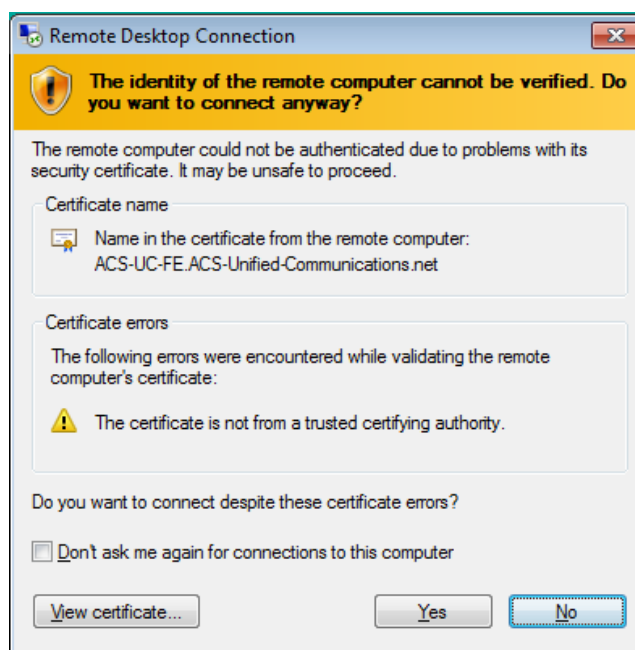 Remote Desktop Connection
The identity of the remote computer cannot be verified. Do
you want to connect anyway?
The remote computer could not be authenticated due to problems with its
security certificate. It may be unsafe to proceed.
Certificate name
Name in the certificate from the remote computer:
ACS-UC-FE.ACS-Unified-Communications.net
Certificate errors
The following errors were encountered while validating the remote
computer's certificate:
The certificate is not from a trusted certifying authority.
Do you want to connect despite these certificate errors?
Don't ask me again for connections to this computer
View certificate...
Yes
No